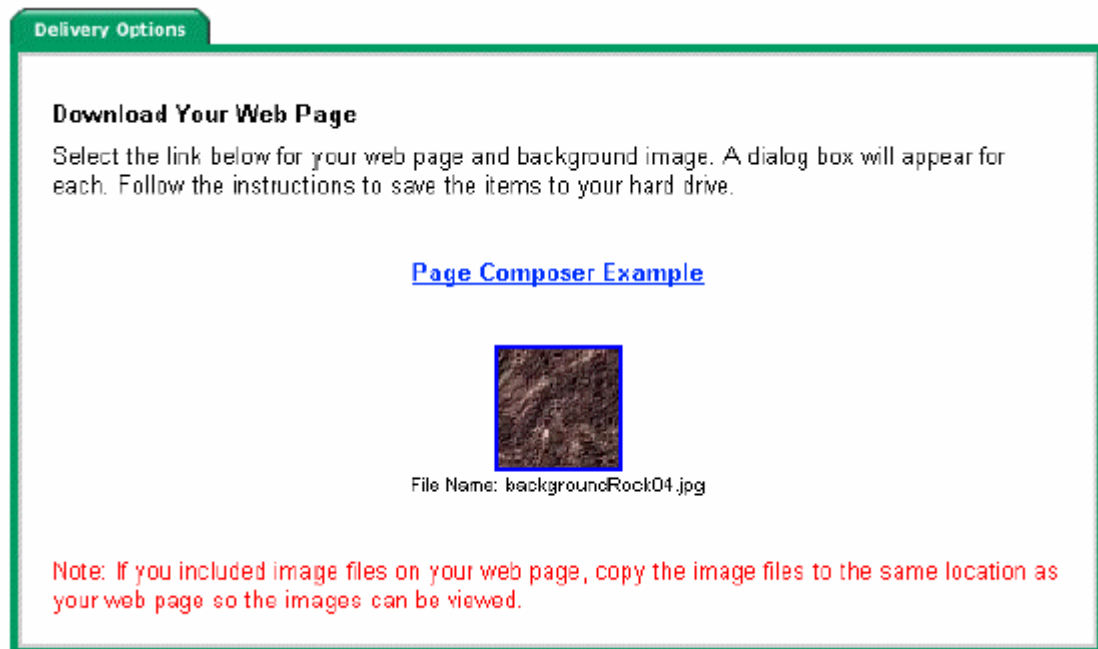 Delivery Options
Download Your Web Page
Select the link below for your web page and background image. A dialog box will appear for
each. Follow the instructions to save the items to your hard drive.
Page Composer Example
File Name: backgroundRock04.jpg
Note: If you included image files on your web page, copy the image files to the same location as
your web page so the images can be viewed.